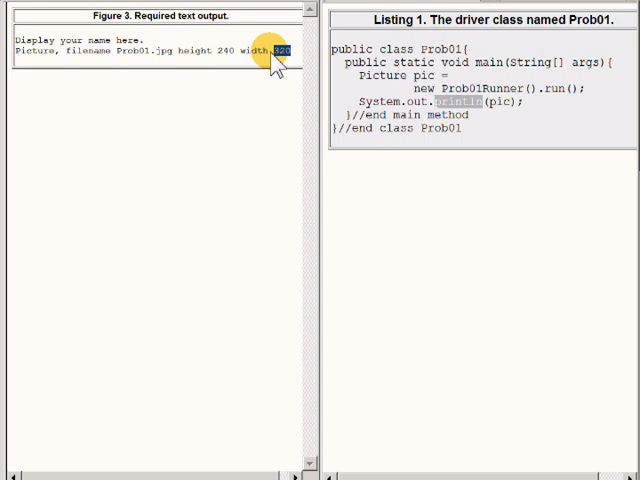 Figure 3. Required text output.
Display your name here.
Picture, filename Prob01.jpg height 240 width 320
Listing 1. The driver class named Prob01.
public class Prob01{
public static void main(String[] args){
Picture pic =
new Prob01Runner().run();
System.out.println(pic);
}//end main method
}//end class Prob01